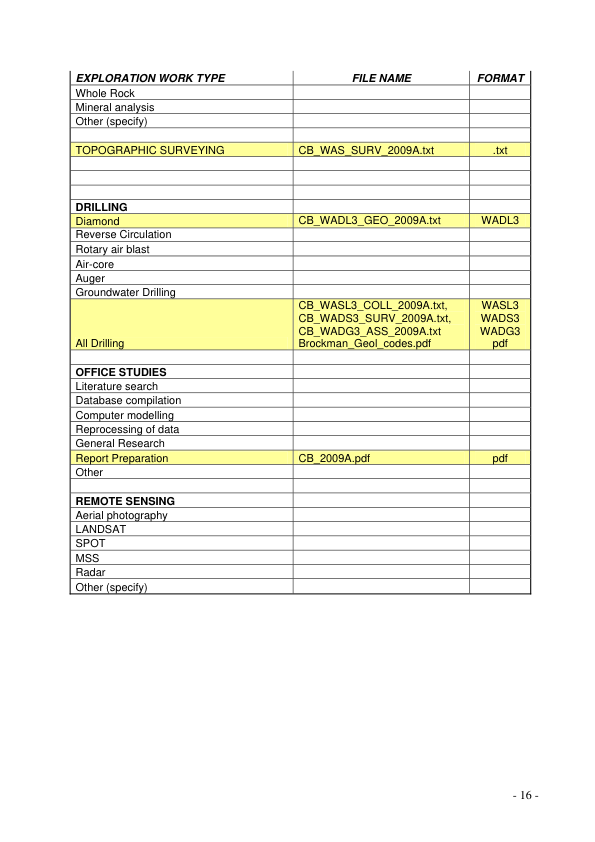 EXPLORATION WORK TYPE FILE NAME FORMAT
Whole Rock
Mineral analysis
Other (specify)
TOPOGRAPHIC SURVEYING CB_WAS_SURV_2009A.txt .txt
DRILLING
Diamond CB_WADL3_GEO_2009A.txt WADL3
Reverse Circulation
Rotary air blast
Air-core
Auger
Groundwater Drilling
CB_WASL3_COLL_2009A.txt, WASL3
CB_WADS3_SURV_2009A.txt, WADS3
CB_WADG3_ASS_2009A.txt WADG3
All Drilling Brockman_Geol_codes.pdf pdf
OFFICE STUDIES
Literature search
Database compilation
Computer modelling
Reprocessing of data
General Research
Report Preparation CB_2009A.pdf pdf
Other
REMOTE SENSING
Aerial photography
LANDSAT
SPOT
MSS
Radar
Other (specify)
- 16 -